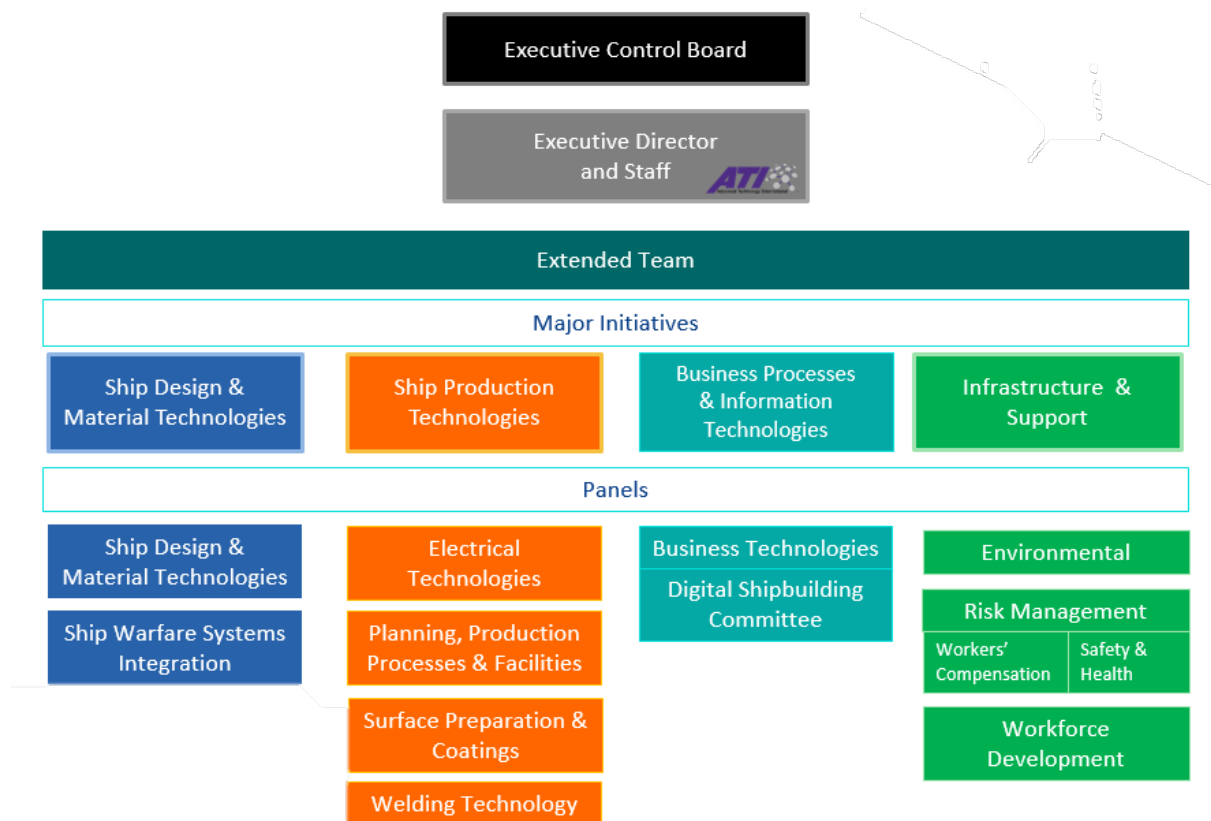 Executive Control Board
Executive Director
and Staff
ATI
Extended Team
Major Initiatives
Ship Design &
Material Technologies
Ship Production
Technologies
Business Processes
& Information
Technologies
Infrastructure &
Support
Panels
Ship Design &
Material Technologies
Ship Warfare Systems
Integration
Electrical
Technologies
Planning, Production
Processes & Facilities
Surface Preparation &
Coatings
Welding Technology
Business Technologies
Digital Shipbuilding
Committee
Environmental
Risk Management
Workers’
Compensation
Safety &
Health
Workforce
Development